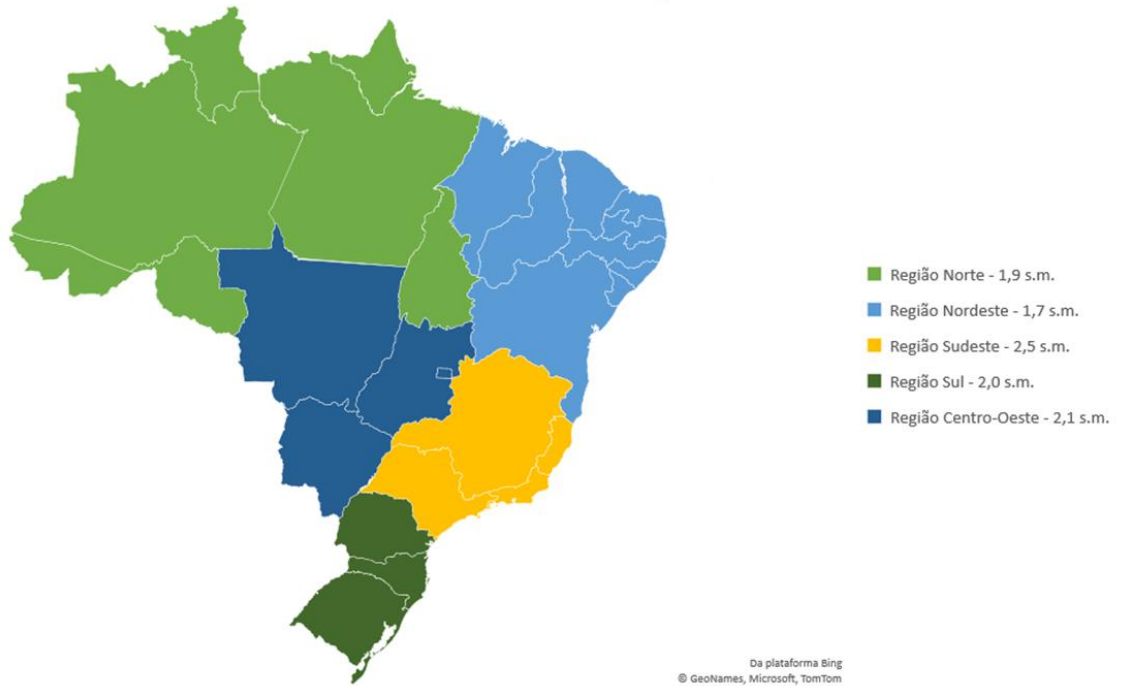 Região Norte - 1,9 s.m.
Região Nordeste - 1,7 s.m.
Região Sudeste - 2,5 s.m.
Região Sul - 2,0 s.m.
Região Centro-Oeste - 2,1 s.m.
Da plataforma Bing
© GeoNames, Microsoft, TomTom